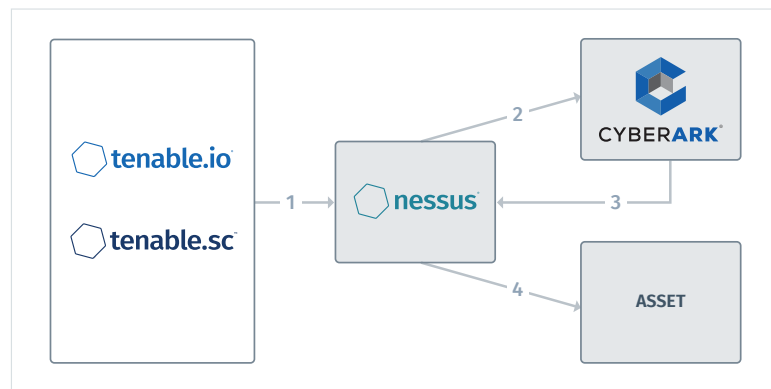 tenable.io
tenable.sc
1
nessus
2
CYBERARK
3
4
ASSET